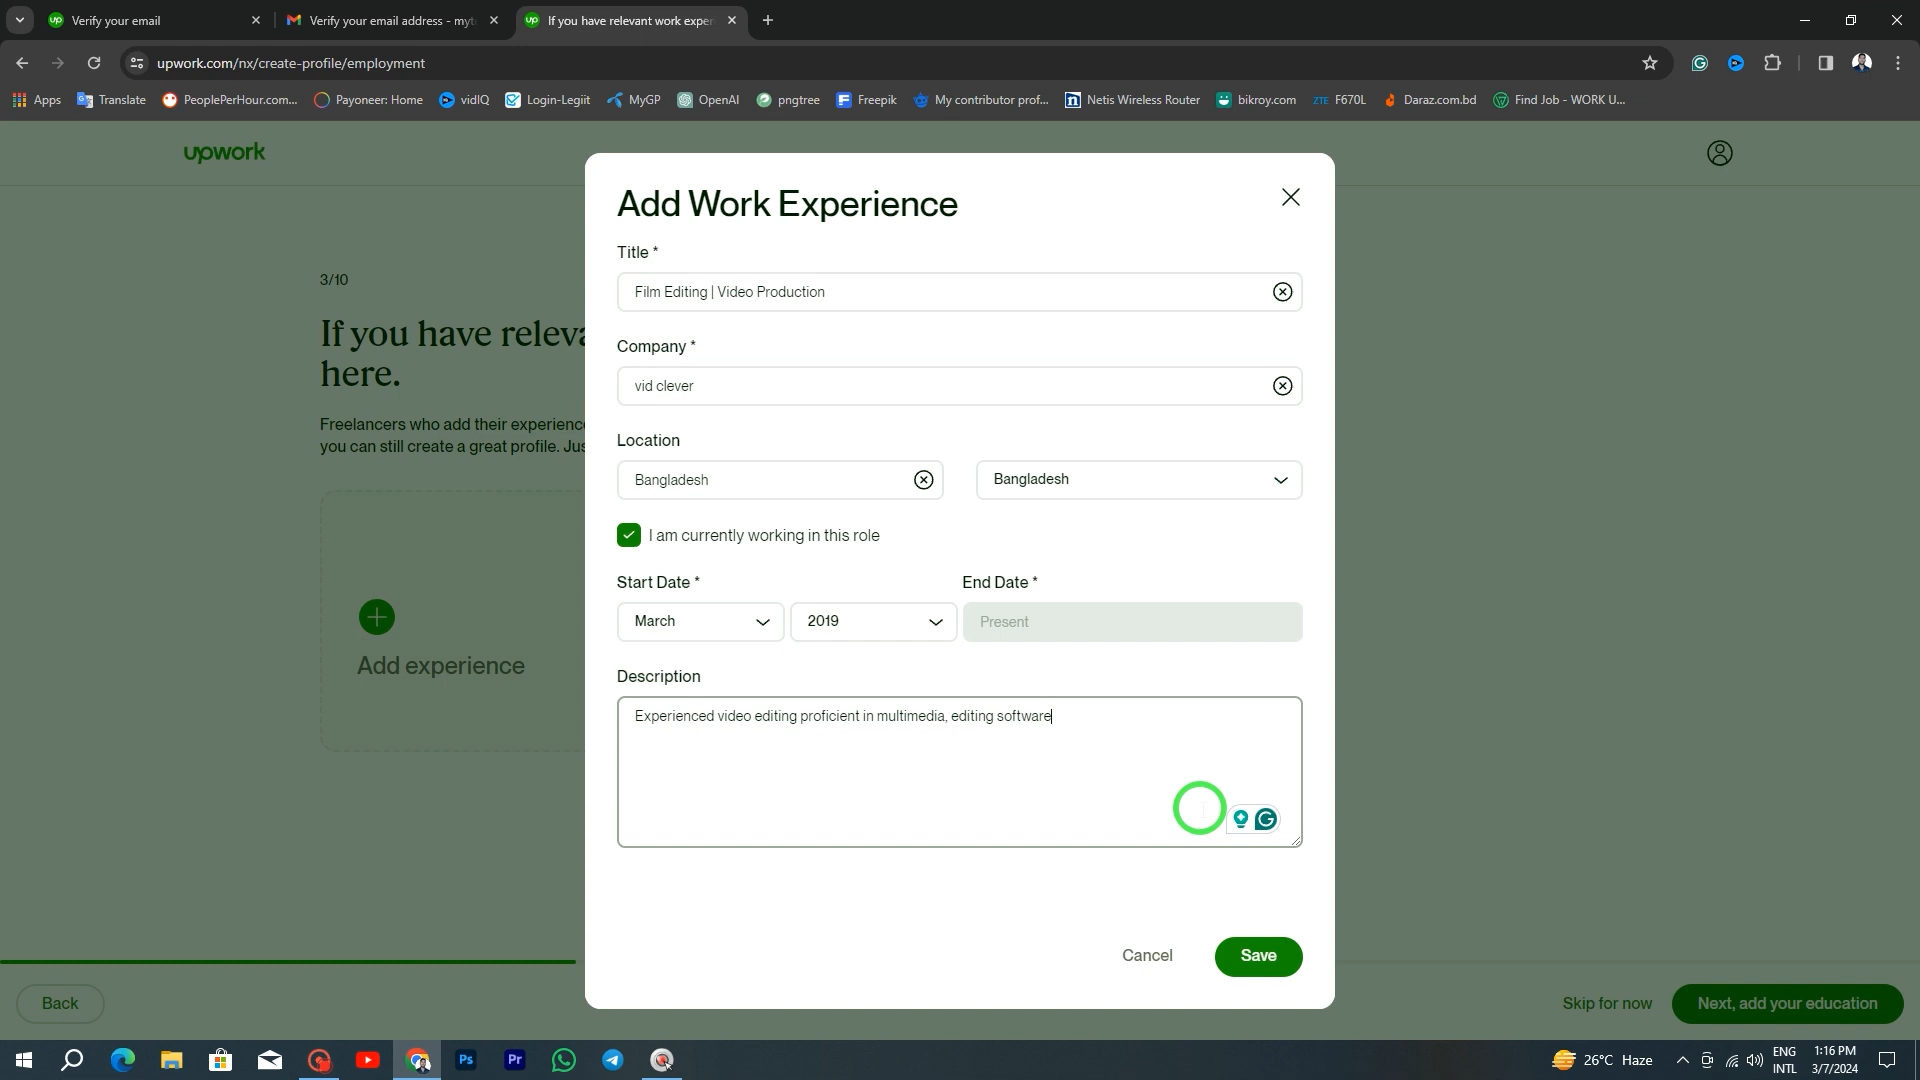 Verify your email
Verify your email address - myt
If you have relevant work exper
upwork.com/nx/create-profile/employment
Apps
Translate
PeoplePerHour.com...
Payoneer: Home
vidIQ
Login-Legiit
MyGP
OpenAI
pngtree
Freepik
My contributor prof...
Netis Wireless Router
bikroy.com
ZTE F670L
Daraz.com.bd
Find Job - WORK U...
upwork
3/10
If you have releva
here.
Freelancers who add their experience
you can still create a great profile. Jus
Add experience
Add Work Experience
Title *
Film Editing | Video Production
Company *
vid clever
Location
Bangladesh
Bangladesh
I am currently working in this role
Start Date *
End Date *
March
2019
Present
Description
Experienced video editing proficient in multimedia, editing software
Cancel
Save
Back
Skip for now
Next, add your education
Ps
Pr
26°C Haze
ENG
INTL
1:16 PM
3/7/2024